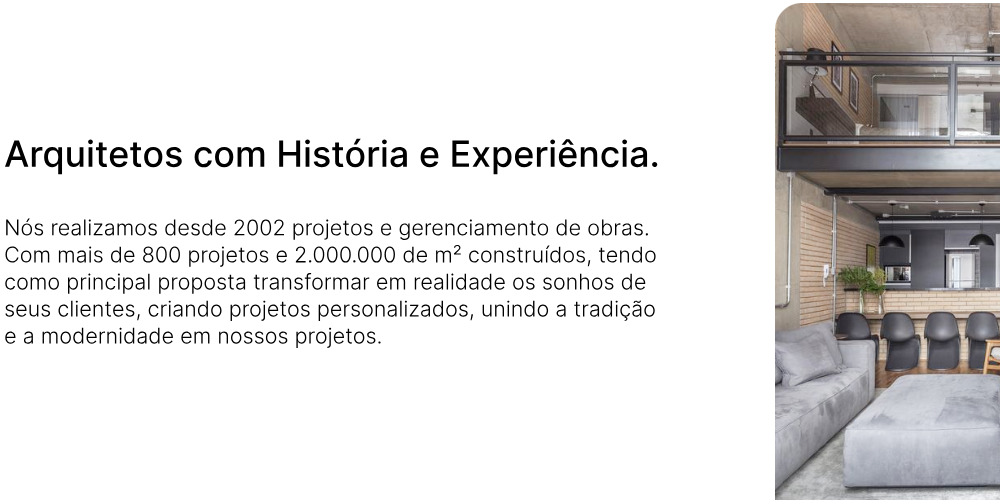 Arquitetos com História e Experiência.
Nós realizamos desde 2002 projetos e gerenciamento de obras.
Com mais de 800 projetos e 2.000.000 de m² construídos, tendo
como principal proposta transformar em realidade os sonhos de
seus clientes, criando projetos personalizados, unindo a tradição
e a modernidade em nossos projetos.